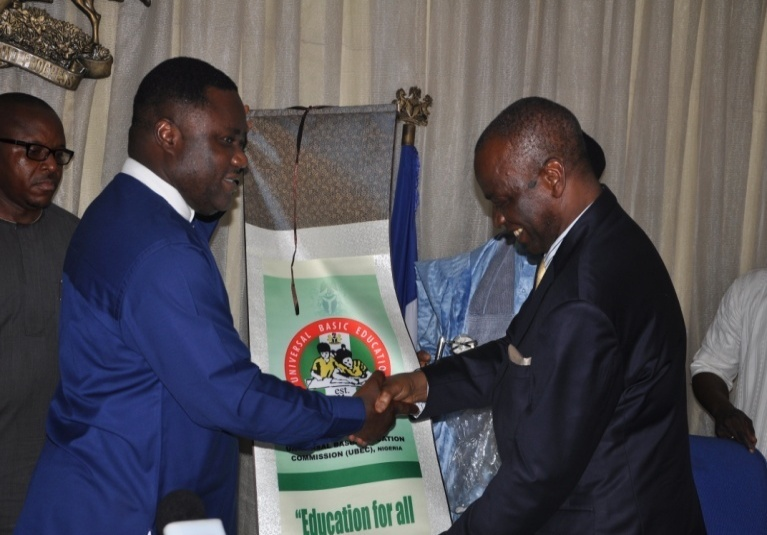 UNIVERSAL BASIC EDUCATION
est.
COMMISSION (UBEC), NIGERIA
"Education for all